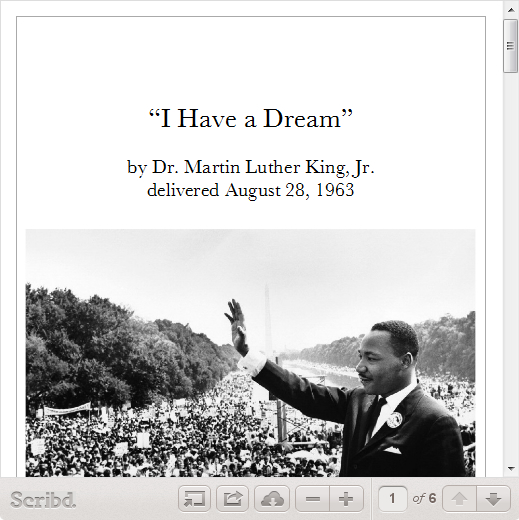 “I Have a Dream”
by Dr. Martin Luther King, Jr.
delivered August 28, 1963
Scribd.
1 of 6